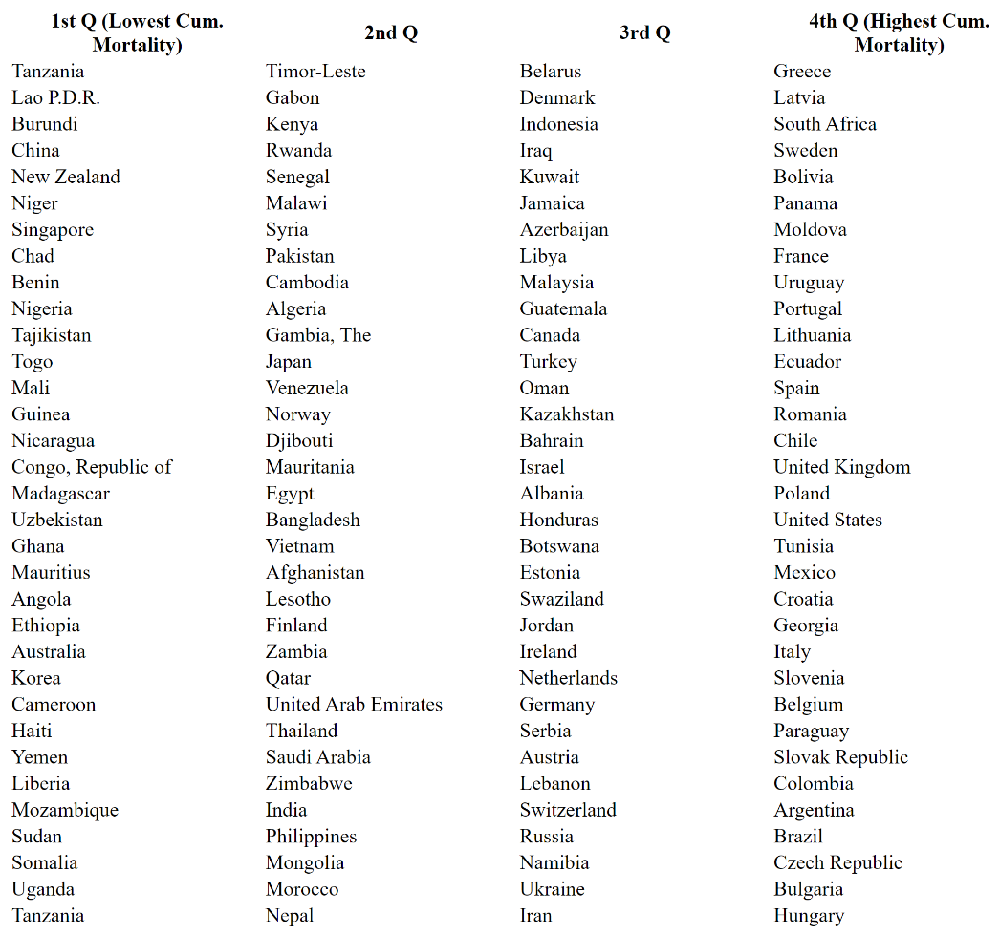 1st Q (Lowest Cum. Mortality) 2nd Q 3rd Q 4th Q (Highest Cum. Mortality)
Tanzania Timor-Leste Belarus Greece
Lao P.D.R. Gabon Denmark Latvia
Burundi Kenya Indonesia South Africa
China Rwanda Iraq Sweden
New Zealand Senegal Kuwait Bolivia
Niger Malawi Jamaica Panama
Singapore Syria Azerbaijan Moldova
Chad Pakistan Libya France
Benin Cambodia Malaysia Uruguay
Nigeria Algeria Guatemala Portugal
Tajikistan Gambia, The Canada Lithuania
Togo Japan Turkey Ecuador
Mali Venezuela Oman Spain
Guinea Norway Kazakhstan Romania
Nicaragua Djibouti Bahrain Chile
Congo, Republic of Mauritania Israel United Kingdom
Madagascar Egypt Albania Poland
Uzbekistan Bangladesh Honduras United States
Ghana Vietnam Botswana Tunisia
Mauritius Afghanistan Estonia Mexico
Angola Lesotho Swaziland Croatia
Ethiopia Finland Jordan Georgia
Australia Zambia Ireland Italy
Korea Qatar Netherlands Slovenia
Cameroon United Arab Emirates Germany Belgium
Haiti Thailand Serbia Paraguay
Yemen Saudi Arabia Austria Slovak Republic
Liberia Zimbabwe Lebanon Colombia
Mozambique India Switzerland Argentina
Sudan Philippines Russia Brazil
Somalia Mongolia Namibia Czech Republic
Uganda Morocco Ukraine Bulgaria
Tanzania Nepal Iran Hungary